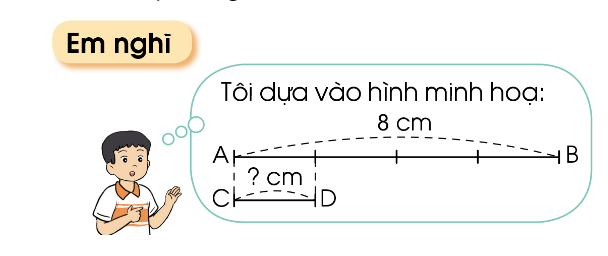 Em nghĩ
Tôi dựa vào hình minh hoạ:
8 cm
A B
? cm
C D